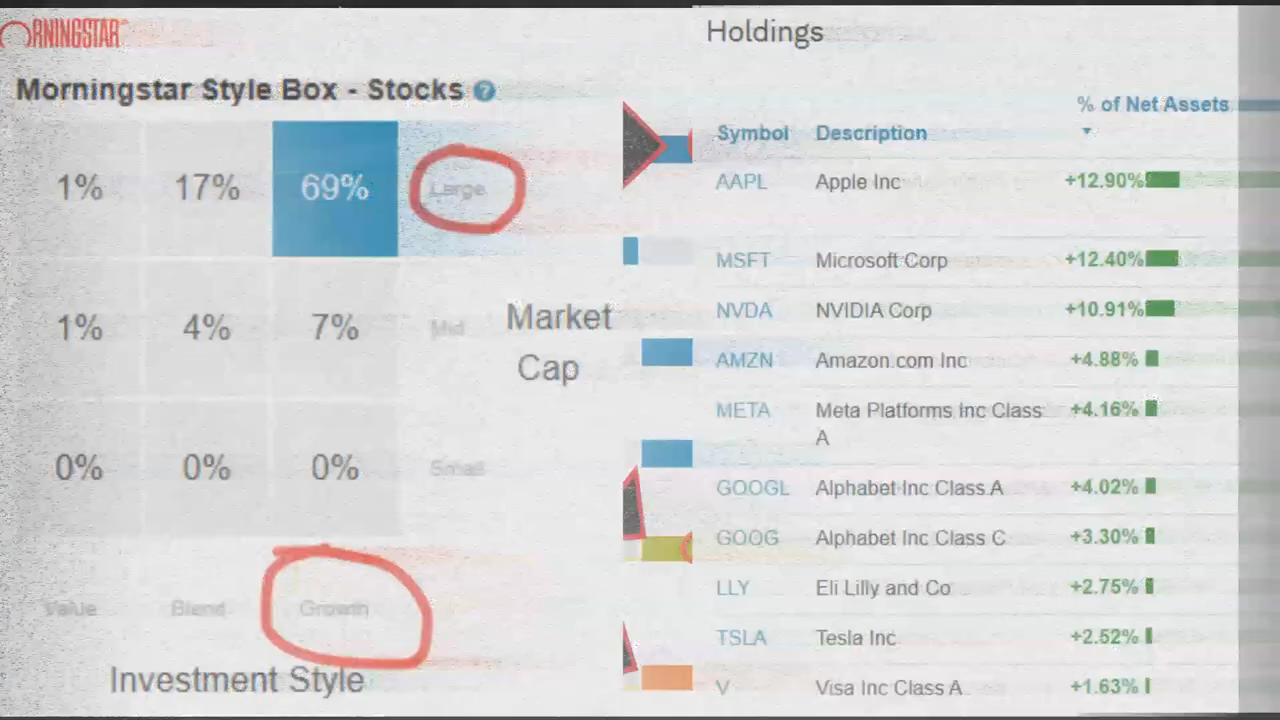 MORNINGSTAR
Morningstar Style Box - Stocks ?
1% 17% 69% Large
1% 4% 7% Mid
0% 0% 0% Small
Value Blend Growth
Investment Style
Market
Cap
Holdings
% of Net Assets
Symbol Description
AAPL Apple Inc +12.90%
MSFT Microsoft Corp +12.40%
NVDA NVIDIA Corp +10.91%
AMZN Amazon.com Inc +4.88%
META Meta Platforms Inc Class +4.16%
A
GOOGL Alphabet Inc Class A +4.02%
GOOG Alphabet Inc Class C +3.30%
LLY Eli Lilly and Co +2.75%
TSLA Tesla Inc +2.52%
V Visa Inc Class A +1.63%